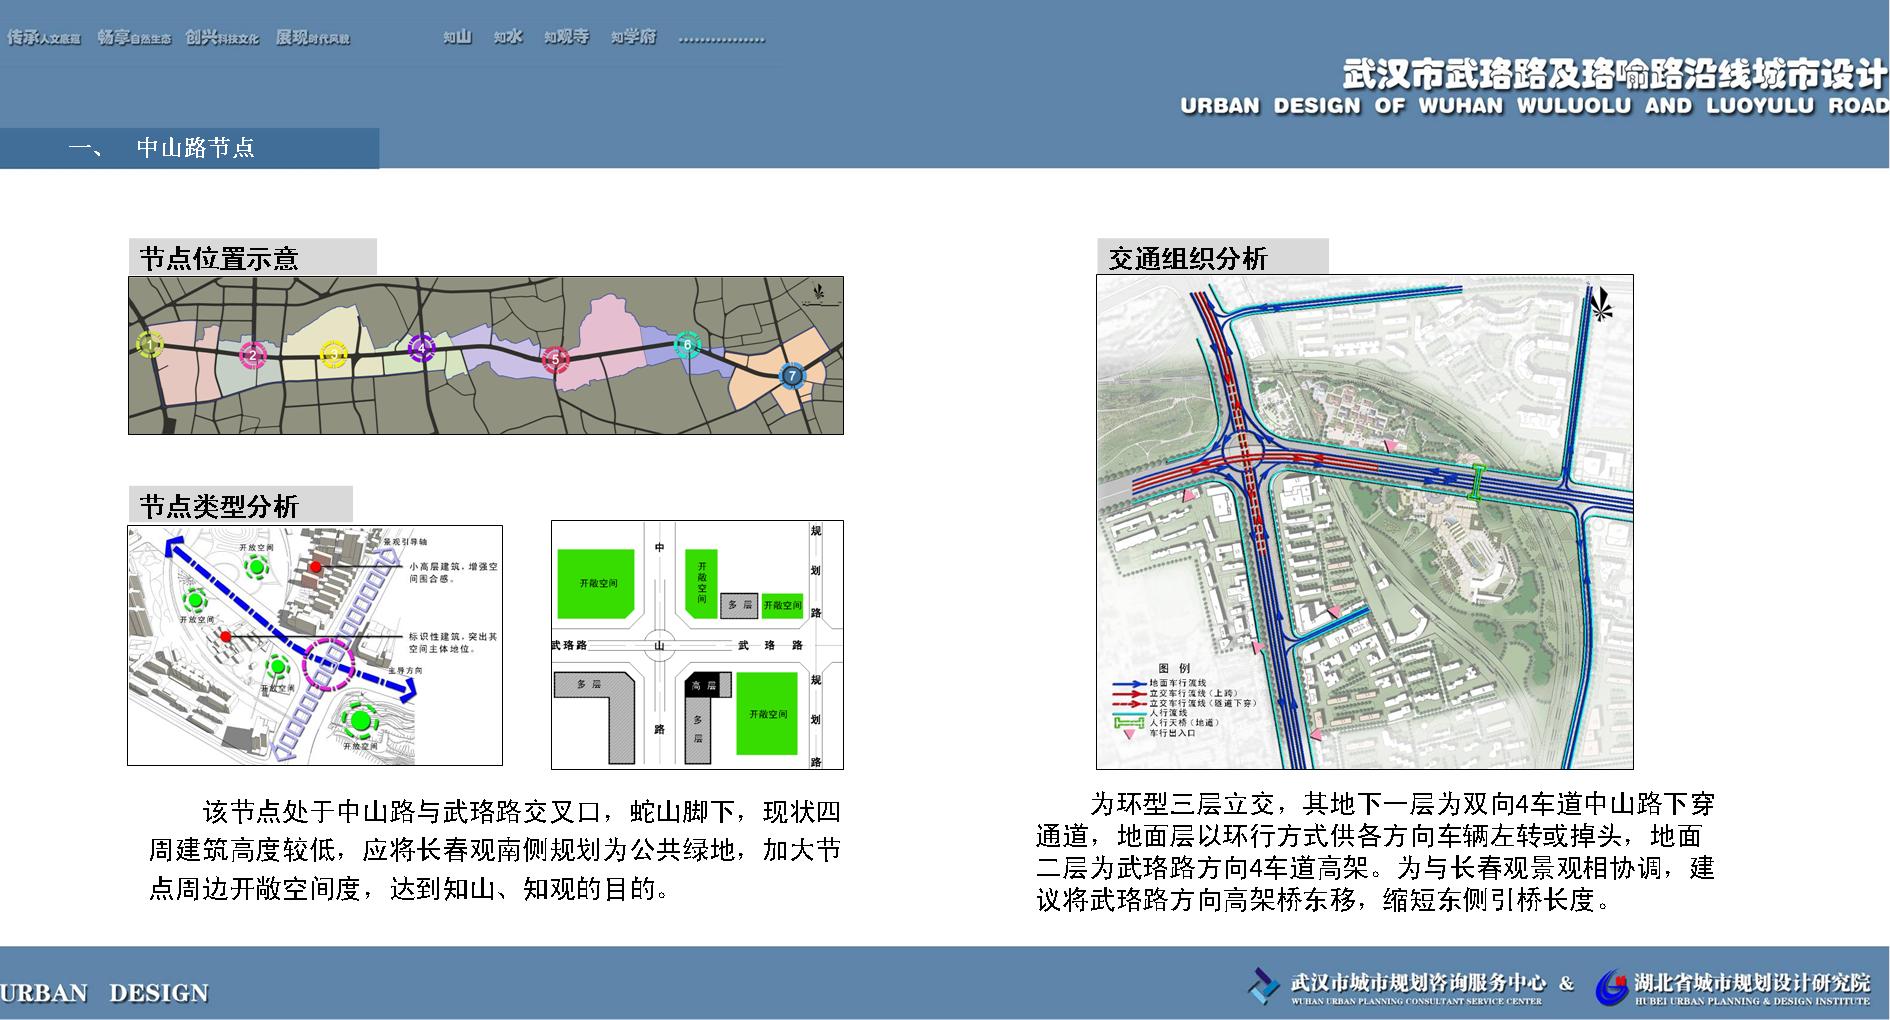 传承人文底蕴 畅享自然生态 创兴科技文化 展现时代风貌 知山 知水 知观寺 知学府 ................
武汉市武珞路及珞喻路沿线城市设计
URBAN DESIGN OF WUHAN WULUOLU AND LUOYULU ROAD
一、 中山路节点
节点位置示意
1
2
3
4
5
6
7
节点类型分析
景观引导轴
开放空间
小高层建筑，增强空
间围合感。
开放空间
标识性建筑，突出其
空间主体地位。
主导方向
开放空间
开放空间
中
山
路
规
划
路
开敞空间
开
敞
空
间
多 层
开敞空间
武珞路
武 珞 路
多 层
高 层
多
层
开敞空间
规
划
路
该节点处于中山路与武珞路交叉口，蛇山脚下，现状四
周建筑高度较低，应将长春观南侧规划为公共绿地，加大节
点周边开敞空间度，达到知山、知观的目的。
交通组织分析
图 例
地面车行流线
立交车行流线（上跨）
立交车行流线（隧道下穿）
人行流线
人行天桥（地道）
车行出入口
为环型三层立交，其地下一层为双向4车道中山路下穿
通道，地面层以环行方式供各方向车辆左转或掉头，地面
二层为武珞路方向4车道高架。为与长春观景观相协调，建
议将武珞路方向高架桥东移，缩短东侧引桥长度。
URBAN DESIGN
武汉市城市规划咨询服务中心 &
WUHAN URBAN PLANNING CONSULTANT SERVICE CENTER
湖北省城市规划设计研究院
HUBEI URBAN PLANNING & DESIGN INSTITUTE